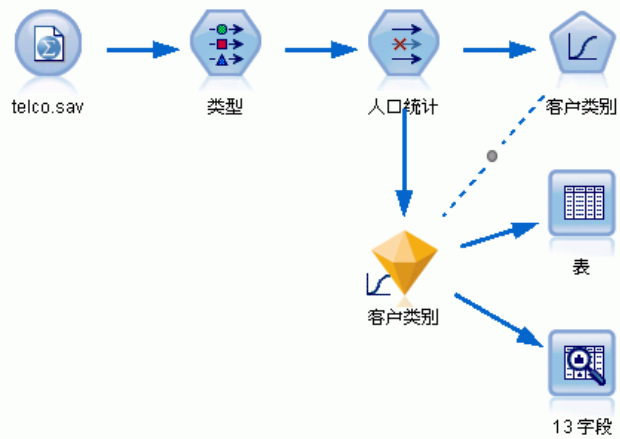 telco.sav
类型
人口统计
客户类别
表
客户类别
13 字段